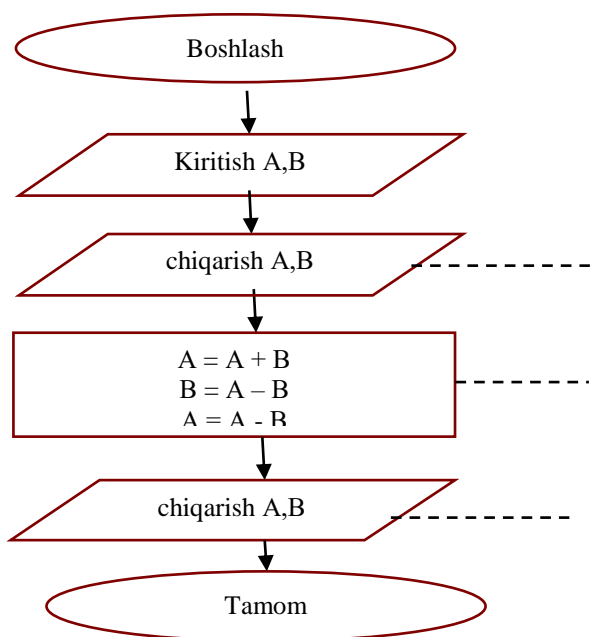 Boshlash
Kiritish A,B
chiqarish A,B
A = A + B
B = A – B
A = A - B
chiqarish A,B
Tamom